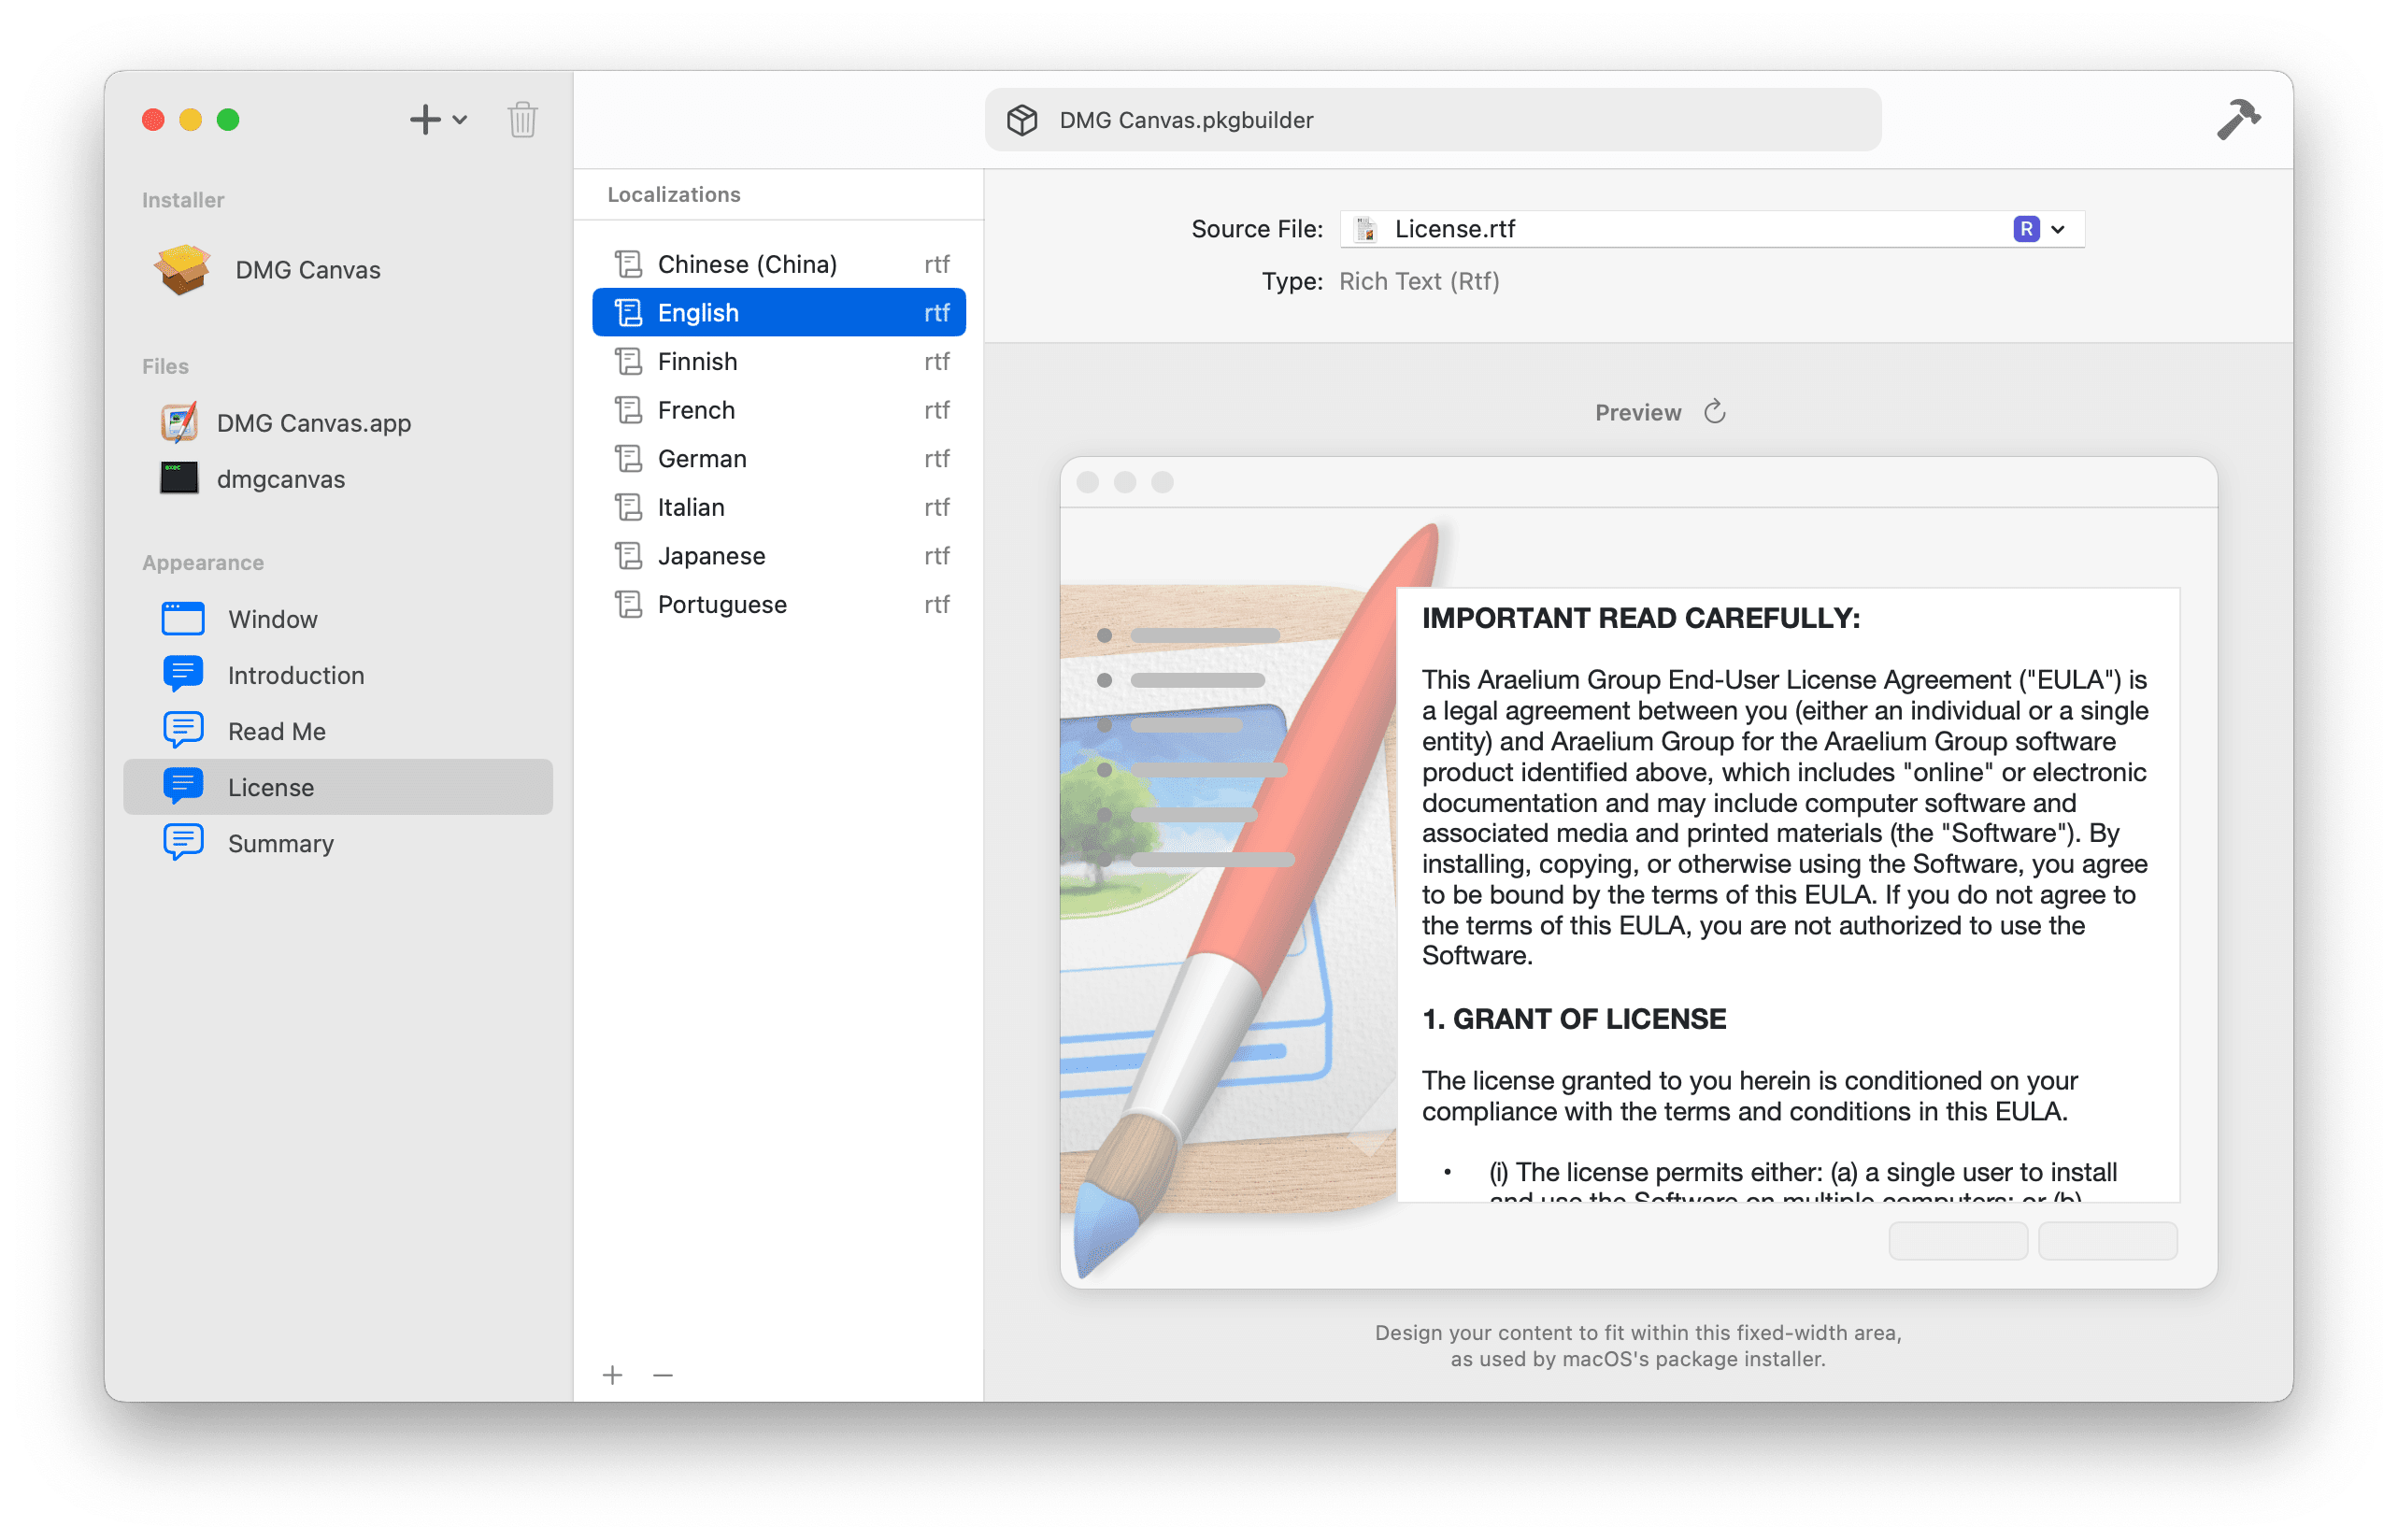 DMG Canvas.pkgbuilder
Installer
DMG Canvas
Files
DMG Canvas.app
exec
dmgcanvas
Appearance
Window
Introduction
Read Me
License
Summary
Localizations
Chinese (China) rtf
English rtf
Finnish rtf
French rtf
German rtf
Italian rtf
Japanese rtf
Portuguese rtf
Source File: License.rtf R
Type: Rich Text (Rtf)
Preview
IMPORTANT READ CAREFULLY:
This Araelium Group End-User License Agreement ("EULA") is
a legal agreement between you (either an individual or a single
entity) and Araelium Group for the Araelium Group software
product identified above, which includes "online" or electronic
documentation and may include computer software and
associated media and printed materials (the "Software"). By
installing, copying, or otherwise using the Software, you agree
to be bound by the terms of this EULA. If you do not agree to
the terms of this EULA, you are not authorized to use the
Software.
1. GRANT OF LICENSE
The license granted to you herein is conditioned on your
compliance with the terms and conditions in this EULA.
• (i) The license permits either: (a) a single user to install
and use the Software on multiple computers; or (b)
Design your content to fit within this fixed-width area,
as used by macOS's package installer.